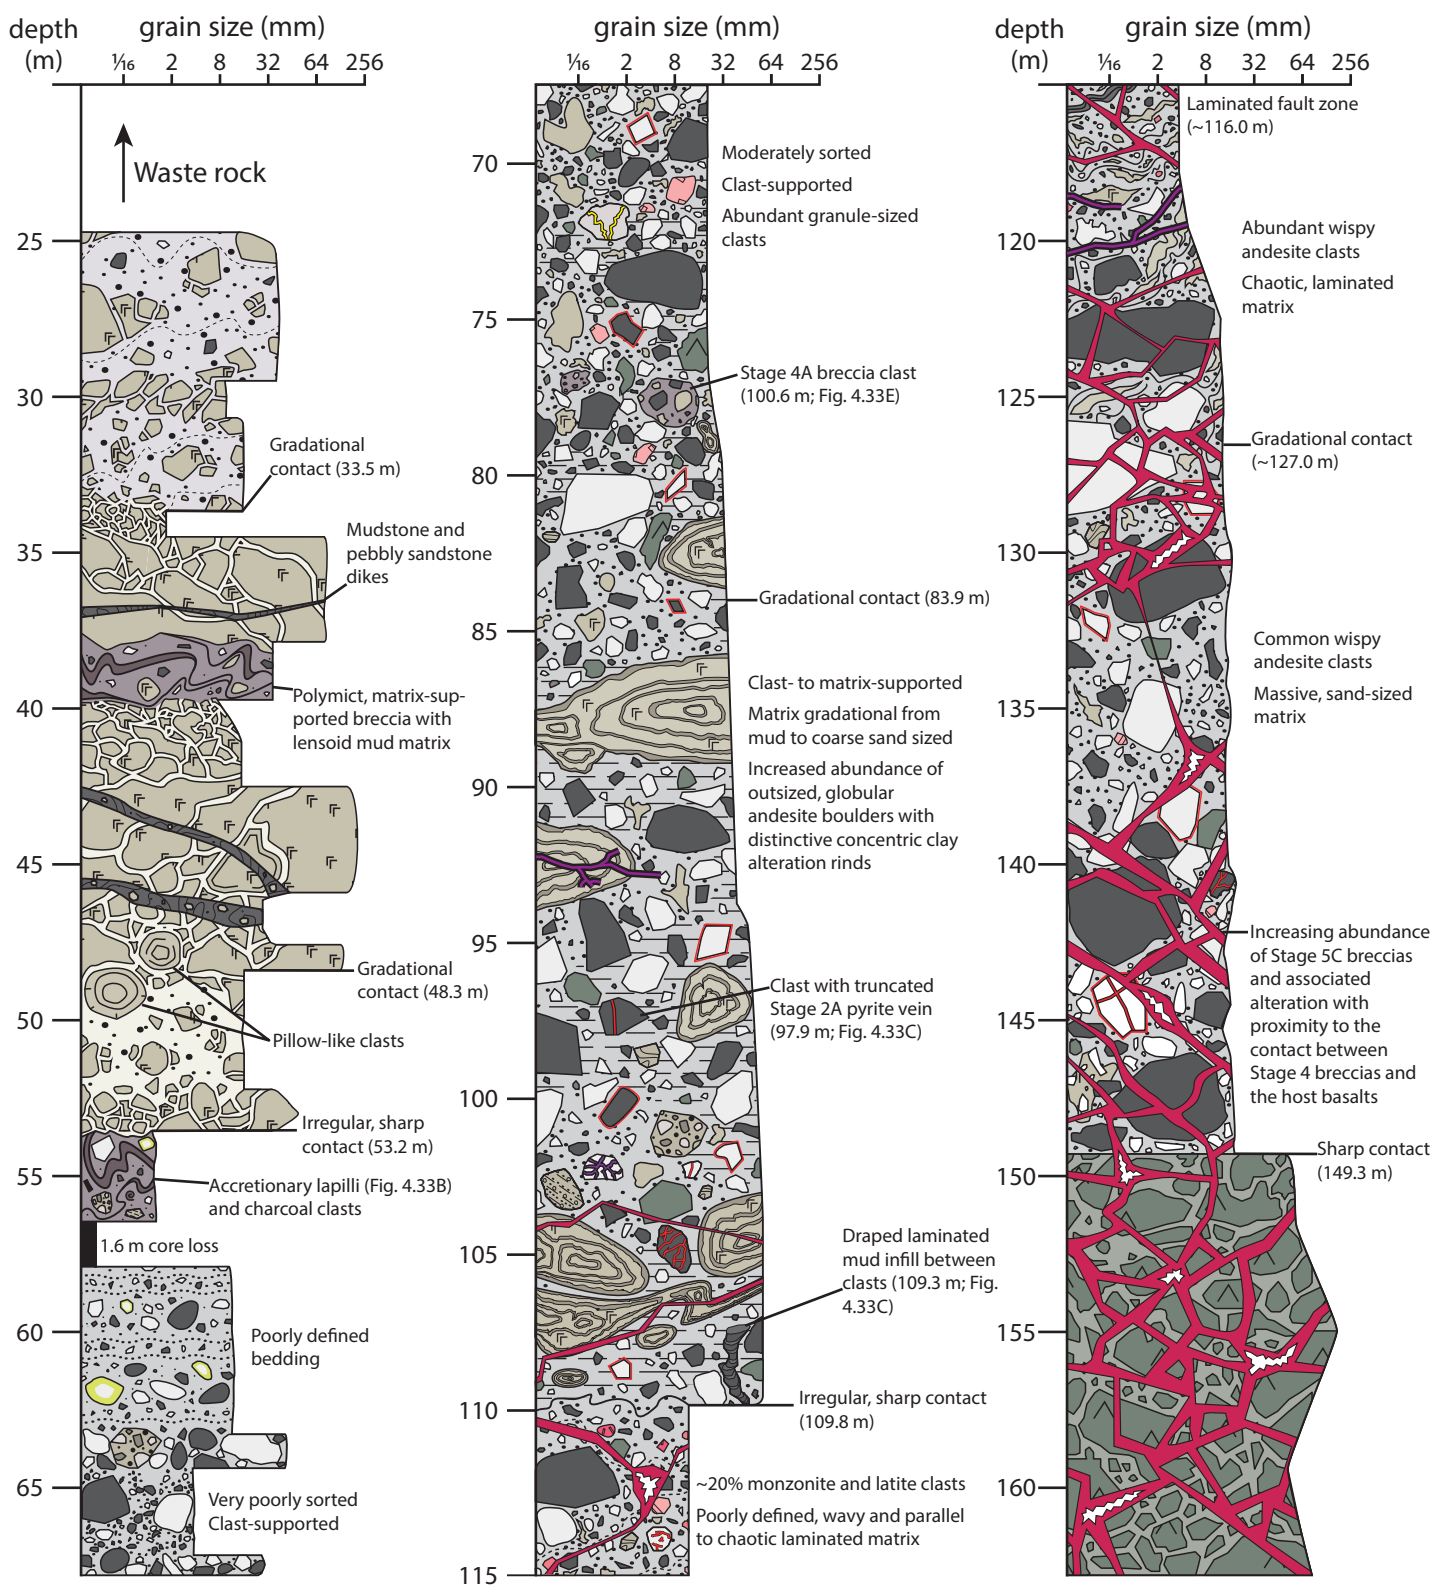 depth
(m)
grain size (mm)
1⁄16 2 8 32 64 256
Waste rock
25
30
Gradational
contact (33.5 m)
Mudstone and
pebbly sandstone
dikes
35
Polymict, matrix-sup-
ported breccia with
lensoid mud matrix
40
45
Gradational
contact (48.3 m)
50
Pillow-like clasts
Irregular, sharp
contact (53.2 m)
55
Accretionary lapilli (Fig. 4.33B)
and charcoal clasts
1.6 m core loss
60
Poorly defined
bedding
65
Very poorly sorted
Clast-supported
grain size (mm)
1⁄16 2 8 32 64 256
70
Moderately sorted
Clast-supported
Abundant granule-sized
clasts
75
Stage 4A breccia clast
(100.6 m; Fig. 4.33E)
80
Gradational contact (83.9 m)
85
Clast- to matrix-supported
Matrix gradational from
mud to coarse sand sized
Increased abundance of
outsized, globular
andesite boulders with
distinctive concentric clay
alteration rinds
90
95
Clast with truncated
Stage 2A pyrite vein
(97.9 m; Fig. 4.33C)
100
105
Draped laminated
mud infill between
clasts (109.3 m; Fig.
4.33C)
Irregular, sharp contact
(109.8 m)
110
~20% monzonite and latite clasts
Poorly defined, wavy and parallel
to chaotic laminated matrix
115
depth
(m)
grain size (mm)
1⁄16 2 8 32 64 256
Laminated fault zone
(~116.0 m)
120
Abundant wispy
andesite clasts
Chaotic, laminated
matrix
125
Gradational contact
(~127.0 m)
130
Common wispy
andesite clasts
Massive, sand-sized
matrix
135
140
Increasing abundance
of Stage 5C breccias
and associated
alteration with
proximity to the
contact between
Stage 4 breccias and
the host basalts
145
Sharp contact
(149.3 m)
150
155
160